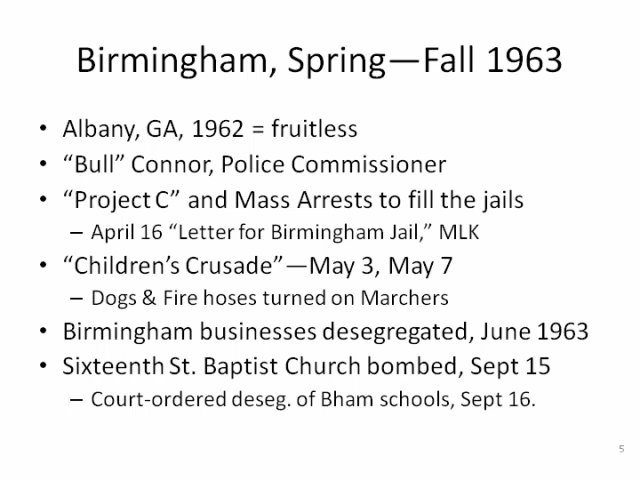 Birmingham, Spring—Fall 1963
• Albany, GA, 1962 = fruitless
• “Bull” Connor, Police Commissioner
• “Project C” and Mass Arrests to fill the jails
– April 16 “Letter for Birmingham Jail,” MLK
• “Children’s Crusade”—May 3, May 7
– Dogs & Fire hoses turned on Marchers
• Birmingham businesses desegregated, June 1963
• Sixteenth St. Baptist Church bombed, Sept 15
– Court-ordered deseg. of Bham schools, Sept 16.
5